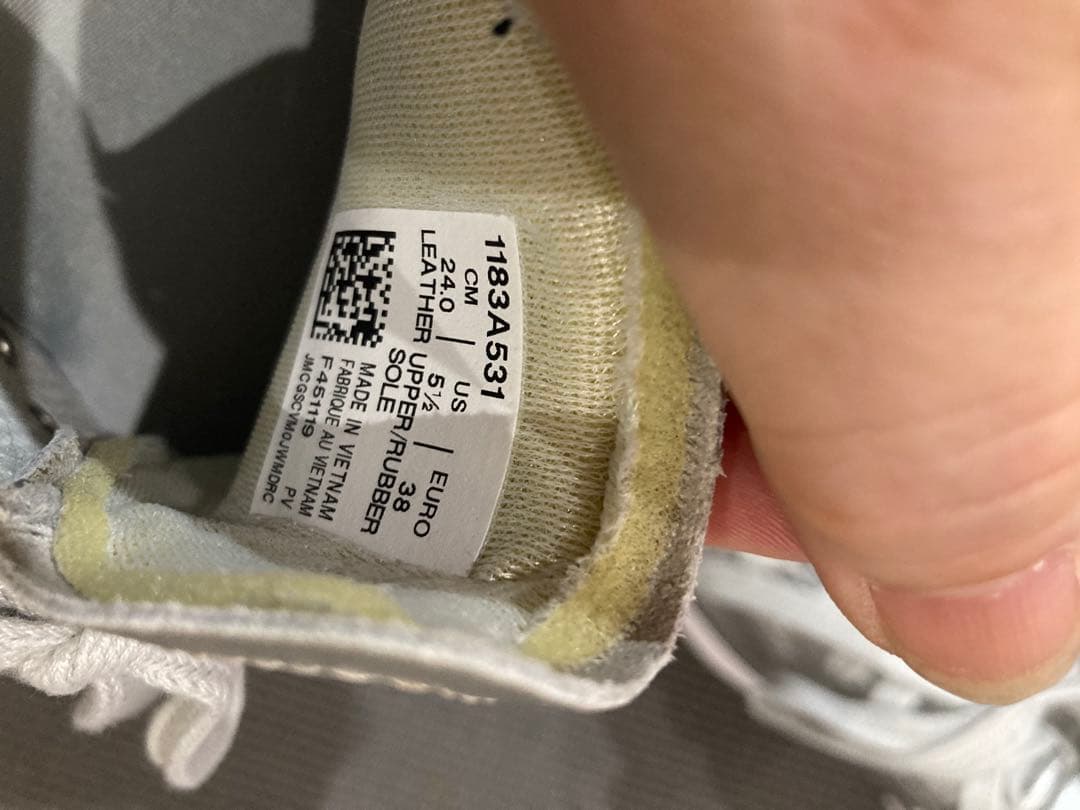 1183A531
CM | US | EURO
24.0 5½ 38
LEATHER UPPER/RUBBER
SOLE
MADE IN VIETNAM
FABRIQUE AU VIETNAM
F451119 PV